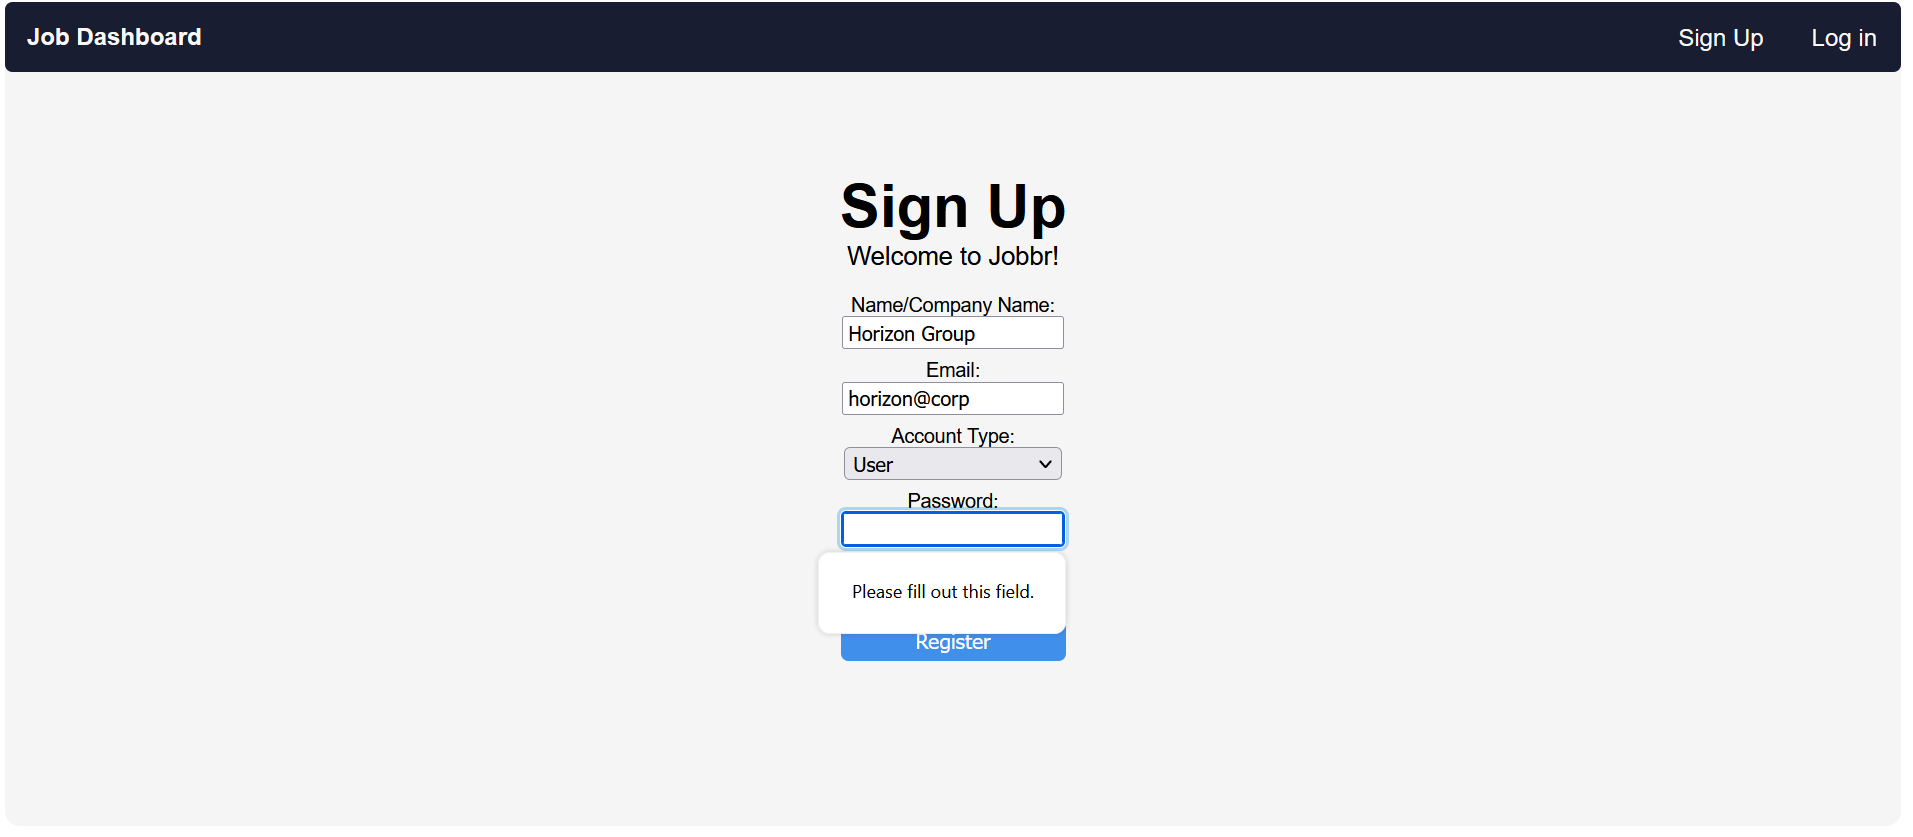 Job Dashboard
Sign Up
Log in
Sign Up
Welcome to Jobbr!
Name/Company Name:
Horizon Group
Email:
horizon@corp
Account Type:
User
Password:
Please fill out this field.
Register